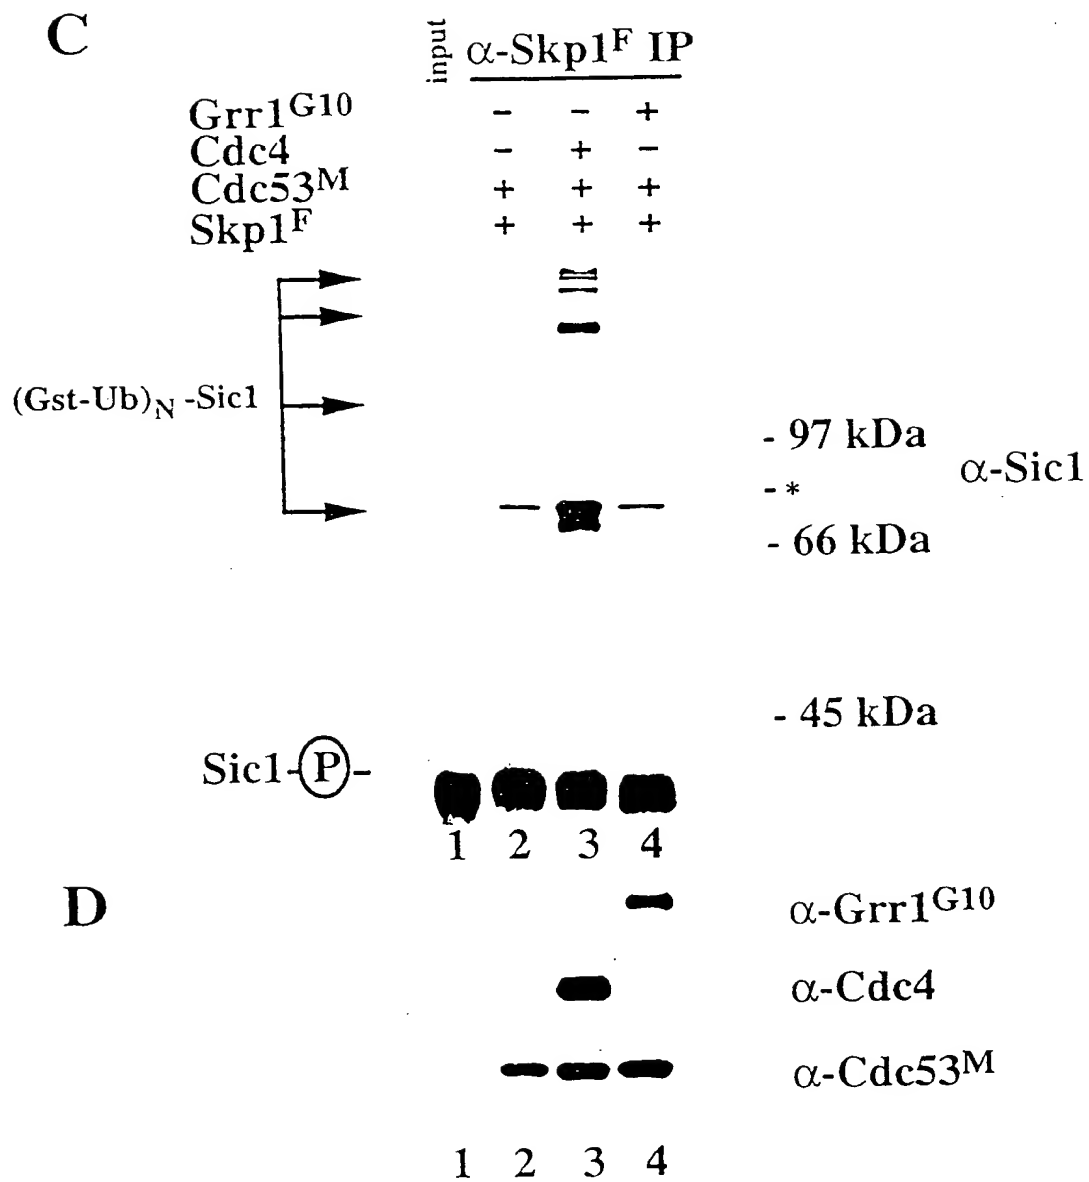 C
input
α-Skp1F IP
Grr1G10 - - +
Cdc4 - + -
Cdc53M + + +
Skp1F + + +
(Gst-Ub)N -Sic1
- 97 kDa
α-Sic1
- *
- 66 kDa
- 45 kDa
Sic1-P-
1 2 3 4
D
α-Grr1G10
α-Cdc4
α-Cdc53M
1 2 3 4